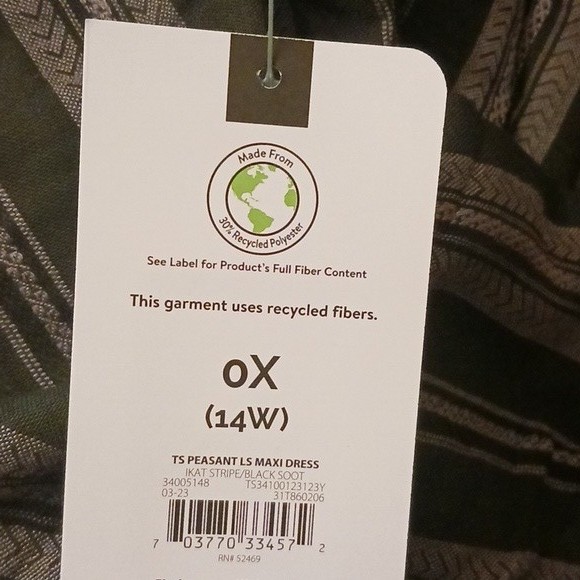 Made From
30% Recycled Polyester
See Label for Product's Full Fiber Content
This garment uses recycled fibers.
0X
(14W)
TS PEASANT LS MAXI DRESS
IKAT STRIPE/BLACK SOOT
34005148 TS34100123123Y
03-23 31T860206
7 03770 33457 2
RN# 52469